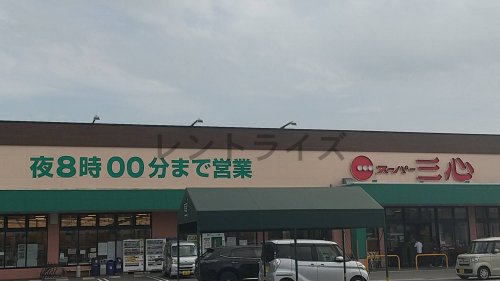 レントライズ
夜8時00分まで営業
スーパー三心